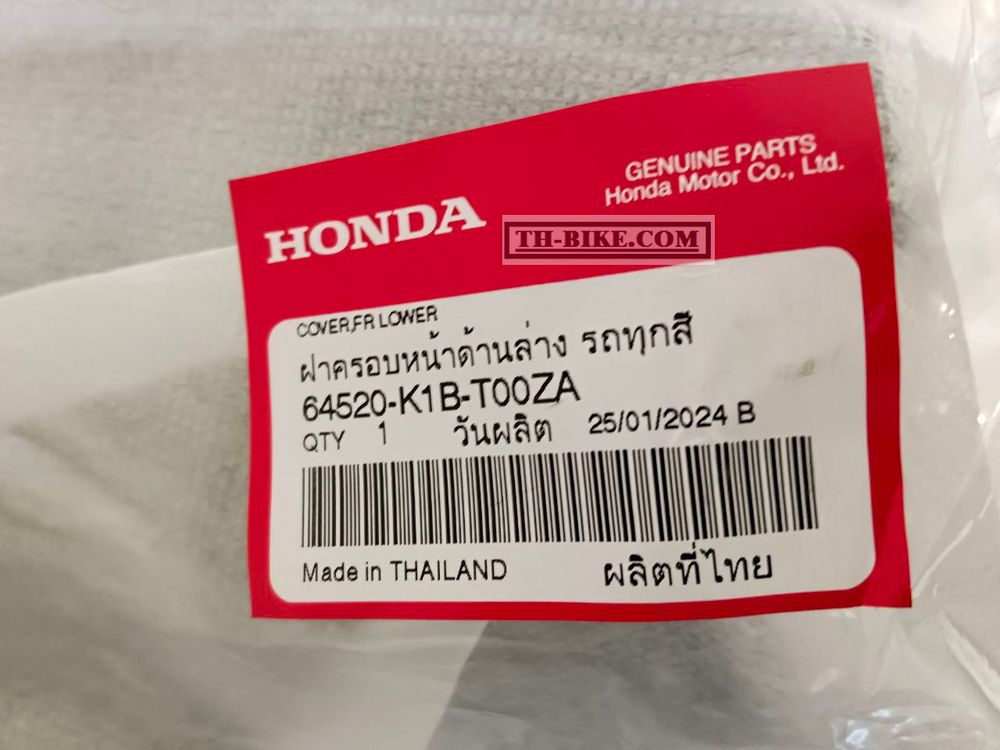 GENUINE PARTS
Honda Motor Co., Ltd.
HONDA
TH-BIKE.COM
COVER,FR LOWER
ฝาครอบหน้าด้านล่าง รถทุกสี
64520-K1B-T00ZA
QTY 1 วันผลิต 25/01/2024 B
Made in THAILAND ผลิตที่ไทย